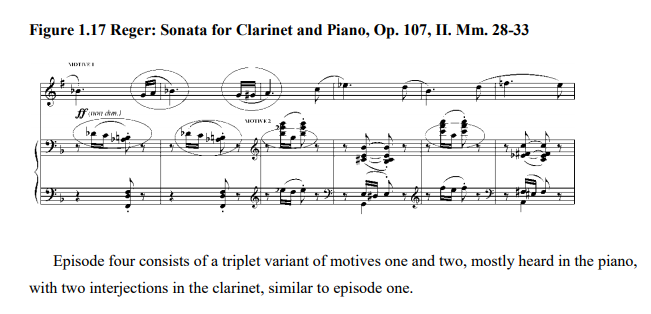 Figure 1.17 Reger: Sonata for Clarinet and Piano, Op. 107, II. Mm. 28-33
MOTIVE 1
ff (non dim.)
MOTIVE 2
Episode four consists of a triplet variant of motives one and two, mostly heard in the piano,
with two interjections in the clarinet, similar to episode one.